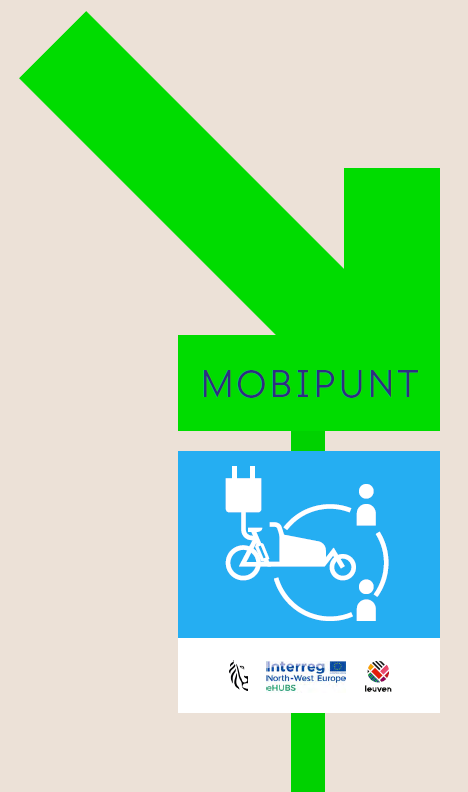 MOBIPUNT
Interreg
North-West Europe
eHUBS
leuven